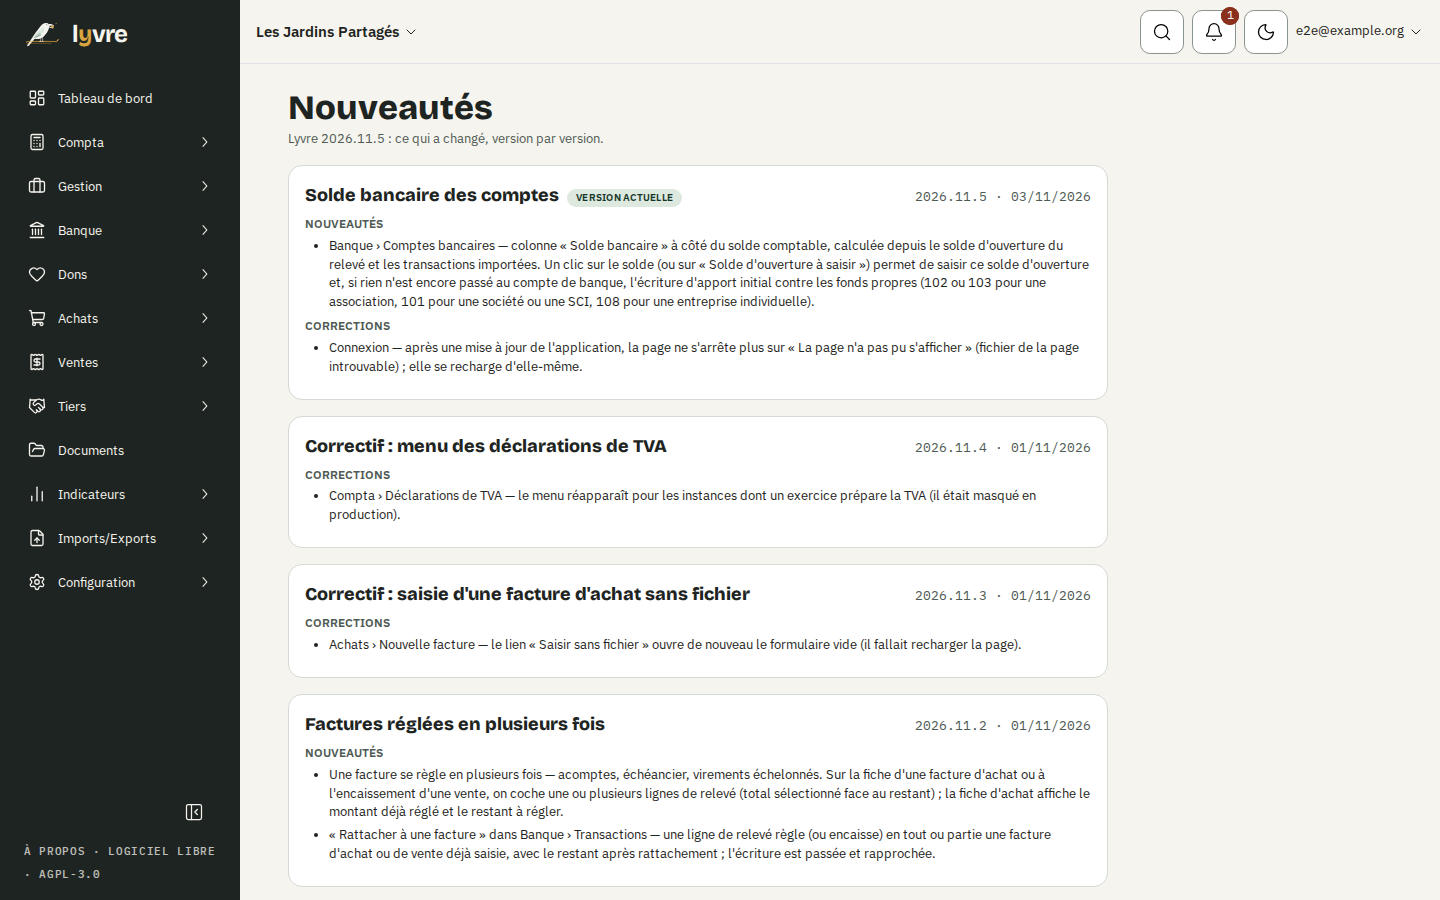 lyvre
Les Jardins Partagés
1
e2e@example.org
Tableau de bord
Compta
Gestion
Banque
Dons
Achats
Ventes
Tiers
Documents
Indicateurs
Imports/Exports
Configuration
À PROPOS · LOGICIEL LIBRE
· AGPL-3.0
Nouveautés
Lyvre 2026.11.5 : ce qui a changé, version par version.
Solde bancaire des comptes VERSION ACTUELLE 2026.11.5 · 03/11/2026
NOUVEAUTÉS
• Banque › Comptes bancaires — colonne « Solde bancaire » à côté du solde comptable, calculée depuis le solde d'ouverture du
relevé et les transactions importées. Un clic sur le solde (ou sur « Solde d'ouverture à saisir ») permet de saisir ce solde d'ouverture
et, si rien n'est encore passé au compte de banque, l'écriture d'apport initial contre les fonds propres (102 ou 103 pour une
association, 101 pour une société ou une SCI, 108 pour une entreprise individuelle).
CORRECTIONS
• Connexion — après une mise à jour de l'application, la page ne s'arrête plus sur « La page n'a pas pu s'afficher » (fichier de la page
introuvable) ; elle se recharge d'elle-même.
Correctif : menu des déclarations de TVA 2026.11.4 · 01/11/2026
CORRECTIONS
• Compta › Déclarations de TVA — le menu réapparaît pour les instances dont un exercice prépare la TVA (il était masqué en
production).
Correctif : saisie d'une facture d'achat sans fichier 2026.11.3 · 01/11/2026
CORRECTIONS
• Achats › Nouvelle facture — le lien « Saisir sans fichier » ouvre de nouveau le formulaire vide (il fallait recharger la page).
Factures réglées en plusieurs fois 2026.11.2 · 01/11/2026
NOUVEAUTÉS
• Une facture se règle en plusieurs fois — acomptes, échéancier, virements échelonnés. Sur la fiche d'une facture d'achat ou à
l'encaissement d'une vente, on coche une ou plusieurs lignes de relevé (total sélectionné face au restant) ; la fiche d'achat affiche le
montant déjà réglé et le restant à régler.
• « Rattacher à une facture » dans Banque › Transactions — une ligne de relevé règle (ou encaisse) en tout ou partie une facture
d'achat ou de vente déjà saisie, avec le restant après rattachement ; l'écriture est passée et rapprochée.